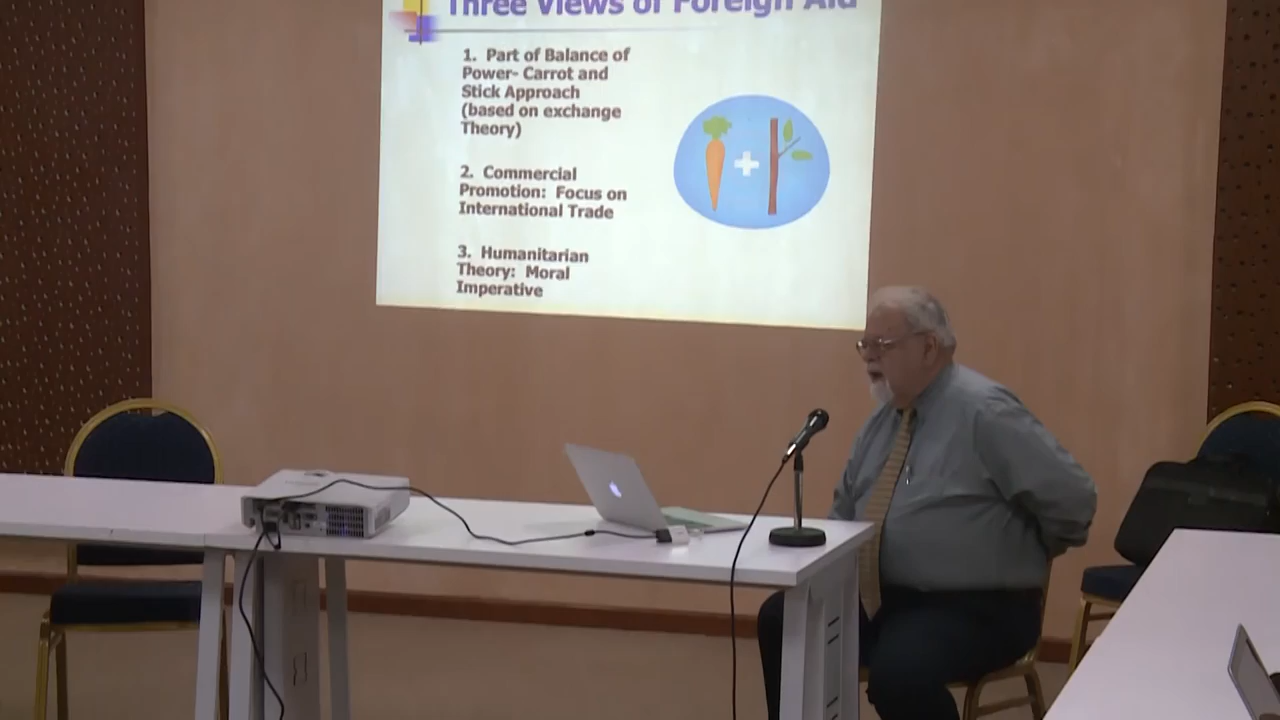 Three Views of Foreign Aid
1. Part of Balance of
Power- Carrot and
Stick Approach
(based on exchange
Theory)
2. Commercial
Promotion: Focus on
International Trade
3. Humanitarian
Theory: Moral
Imperative